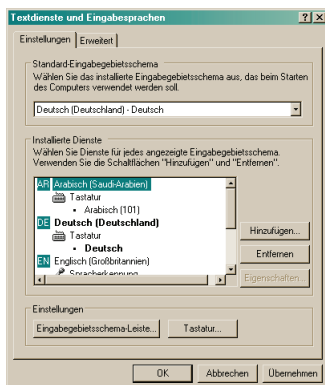 Textdienste und Eingabesprachen
Einstellungen Erweitert
Standard-Eingabegebietsschema
Wählen Sie das installierte Eingabegebietsschema aus, das beim Starten
des Computers verwendet werden soll.
Deutsch (Deutschland) - Deutsch
Installierte Dienste
Wählen Sie Dienste für jedes angezeigte Eingabegebietsschema.
Verwenden Sie die Schaltflächen "Hinzufügen" und "Entfernen".
AR Arabisch (Saudi-Arabien)
Tastatur
Arabisch (101)
DE Deutsch (Deutschland)
Tastatur
Deutsch
EN Englisch (Großbritannien)
Spracherkennung
Hinzufügen...
Entfernen
Eigenschaften...
Einstellungen
Eingabegebietsschema-Leiste... Tastatur...
OK Abbrechen Übernehmen